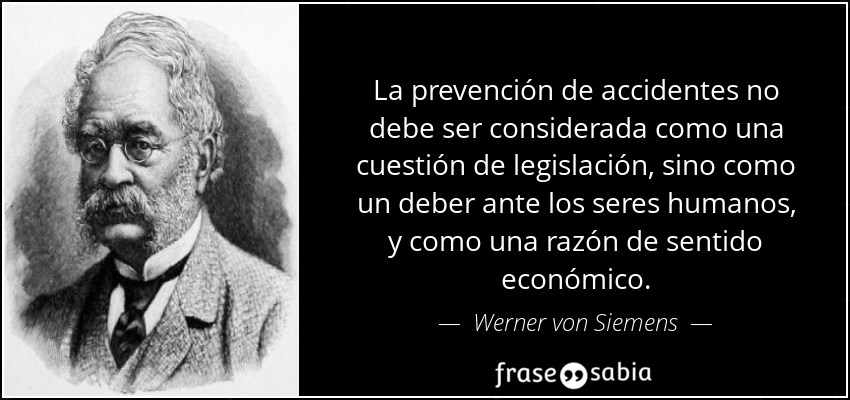 La prevención de accidentes no
debe ser considerada como una
cuestión de legislación, sino como
un deber ante los seres humanos,
y como una razón de sentido
económico.
— Werner von Siemens —
frase sabia